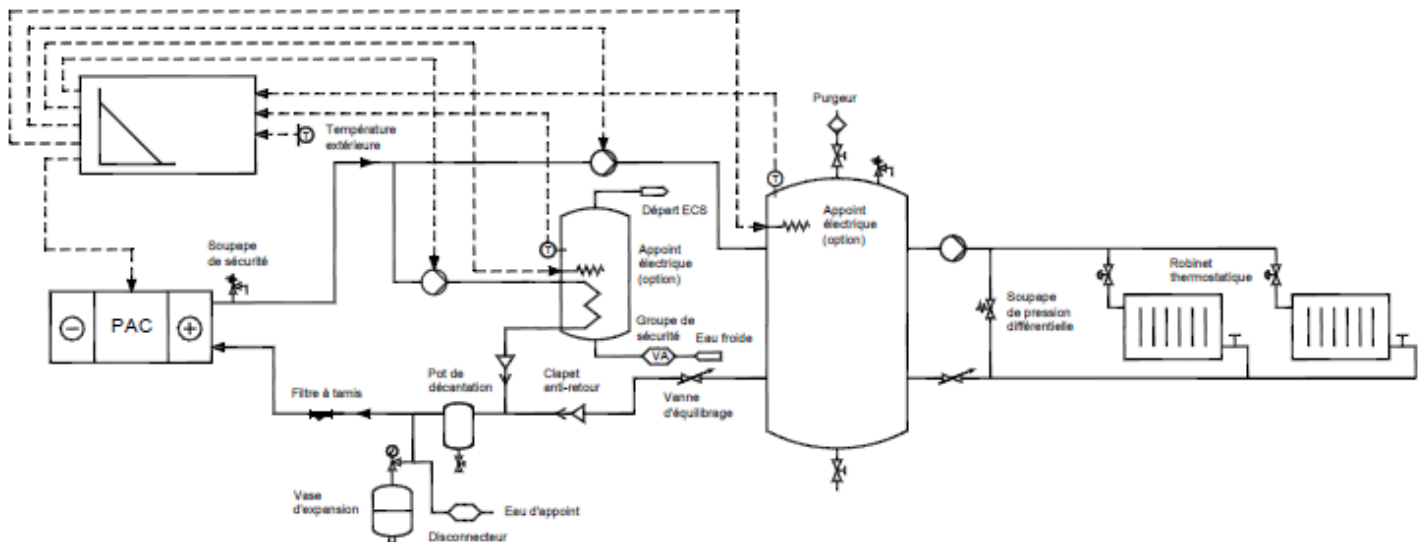 Purgeur
T
Température
extérieure
T
Départ ECS
Appoint
électrique
(option)
Soupape
de sécurité
T
Appoint
électrique
(option)
Robinet
thermostatique
Soupape
de pression
différentielle
PAC
Groupe de
sécurité
Eau froide
VA
Pot de
décantation
Clapet
anti-retour
Filtre à tamis
Vanne
d'équilibrage
Vase
d'expansion
Eau d'appoint
Disconnecteur